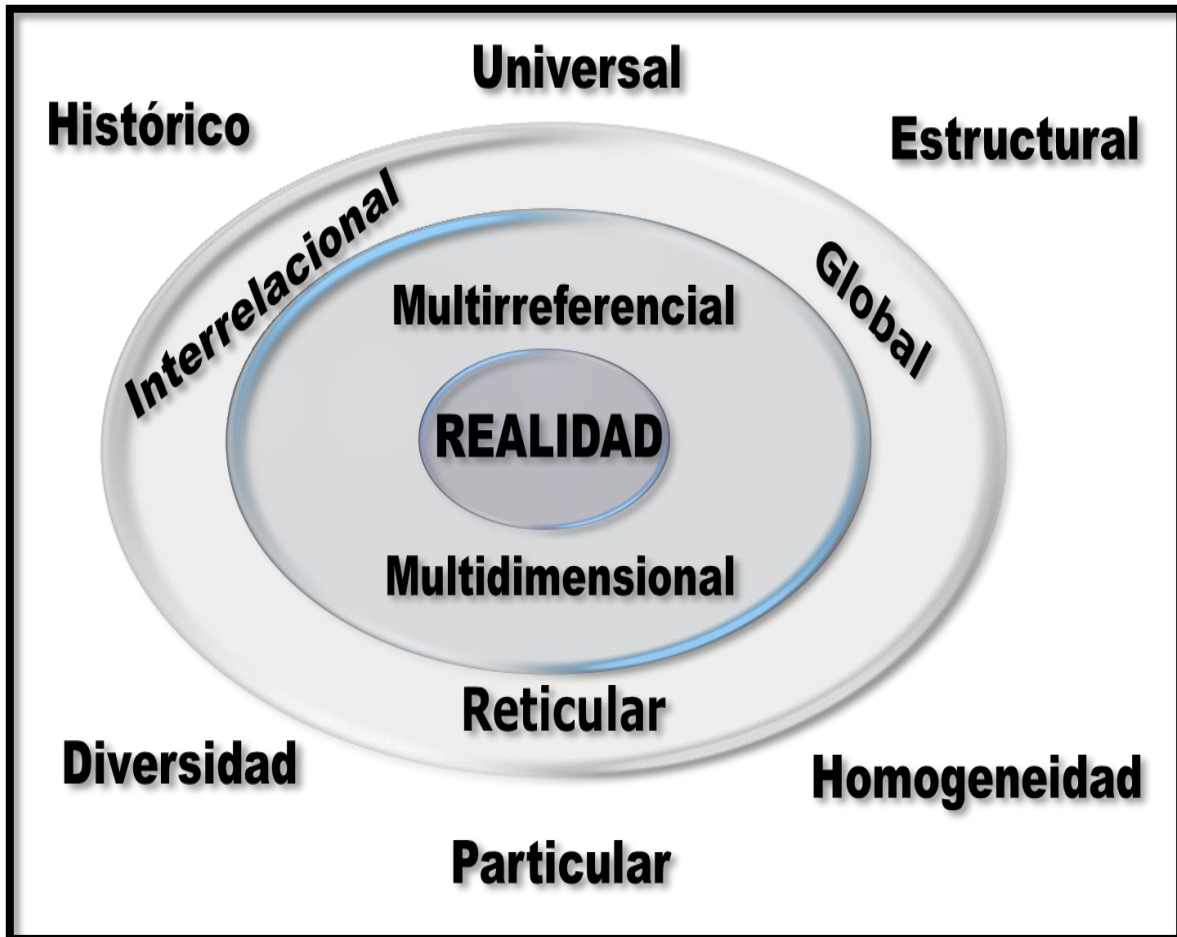 Universal
Histórico
Estructural
Interrelacional
Global
Multirreferencial
REALIDAD
Multidimensional
Reticular
Diversidad
Homogeneidad
Particular